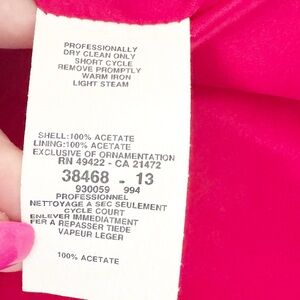 PROFESSIONALLY
DRY CLEAN ONLY
SHORT CYCLE
REMOVE PROMPTLY
WARM IRON
LIGHT STEAM
SHELL:100% ACETATE
LINING:100% ACETATE
EXCLUSIVE OF ORNAMENTATION
RN 49422 - CA 21472
38468 - 13
930059 994
PROFESSIONNEL
NETTOYAGE A SEC SEULEMENT
CYCLE COURT
ENLEVER IMMEDIATMENT
FER A REPASSER TIEDE
VAPEUR LEGER
100% ACETATE